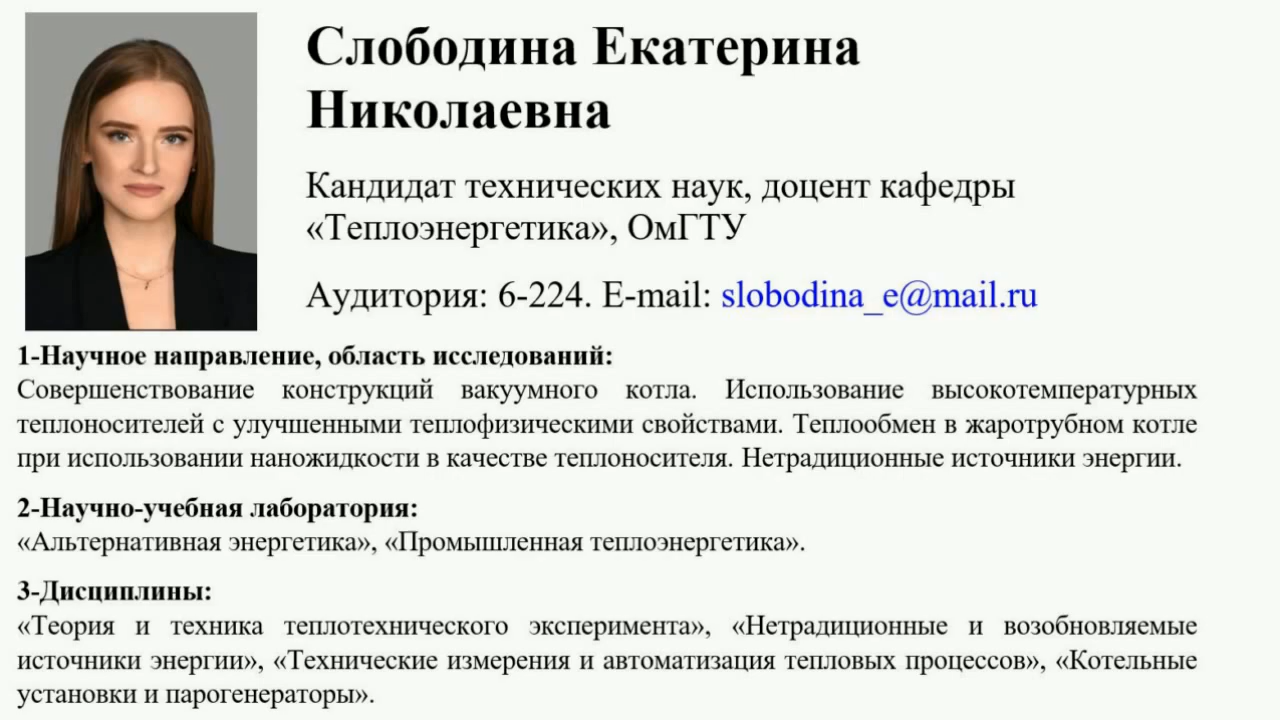 Слободина Екатерина
Николаевна
Кандидат технических наук, доцент кафедры
«Теплоэнергетика», ОмГТУ
Аудитория: 6-224. E-mail: slobodina_e@mail.ru
1-Научное направление, область исследований:
Совершенствование конструкций вакуумного котла. Использование высокотемпературных
теплоносителей с улучшенными теплофизическими свойствами. Теплообмен в жаротрубном котле
при использовании наножидкости в качестве теплоносителя. Нетрадиционные источники энергии.
2-Научно-учебная лаборатория:
«Альтернативная энергетика», «Промышленная теплоэнергетика».
3-Дисциплины:
«Теория и техника теплотехнического эксперимента», «Нетрадиционные и возобновляемые
источники энергии», «Технические измерения и автоматизация тепловых процессов», «Котельные
установки и парогенераторы».